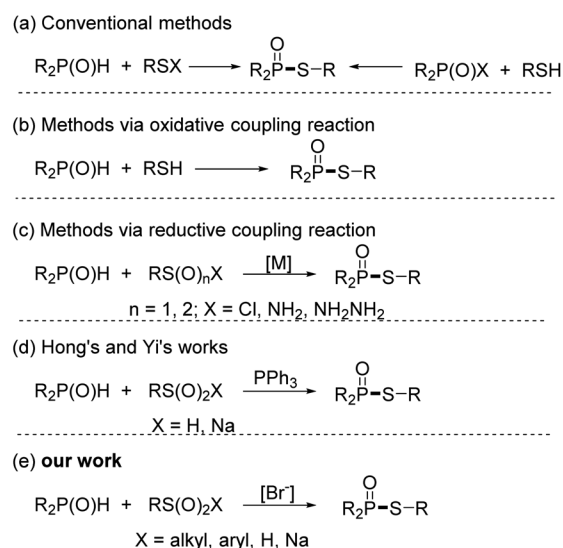 (a) Conventional methods
R₂P(O)H + RSX
O
R₂P-S-R
R₂P(O)X + RSH
(b) Methods via oxidative coupling reaction
R₂P(O)H + RSH
O
R₂P-S-R
(c) Methods via reductive coupling reaction
R₂P(O)H + RS(O)ₙX
[M]
O
R₂P-S-R
n = 1, 2; X = Cl, NH₂, NHNH₂
(d) Hong's and Yi's works
R₂P(O)H + RS(O)₂X
PPh₃
O
R₂P-S-R
X = H, Na
(e) our work
R₂P(O)H + RS(O)₂X
[Br⁻]
O
R₂P-S-R
X = alkyl, aryl, H, Na